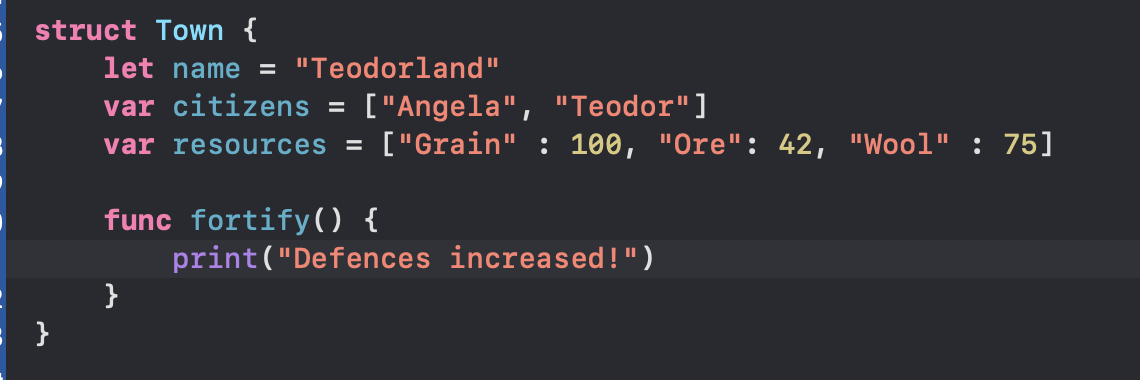 struct Town {
    let name = "Teodorland"
    var citizens = ["Angela", "Teodor"]
    var resources = ["Grain" : 100, "Ore": 42, "Wool" : 75]

    func fortify() {
        print("Defences increased!")
    }
}